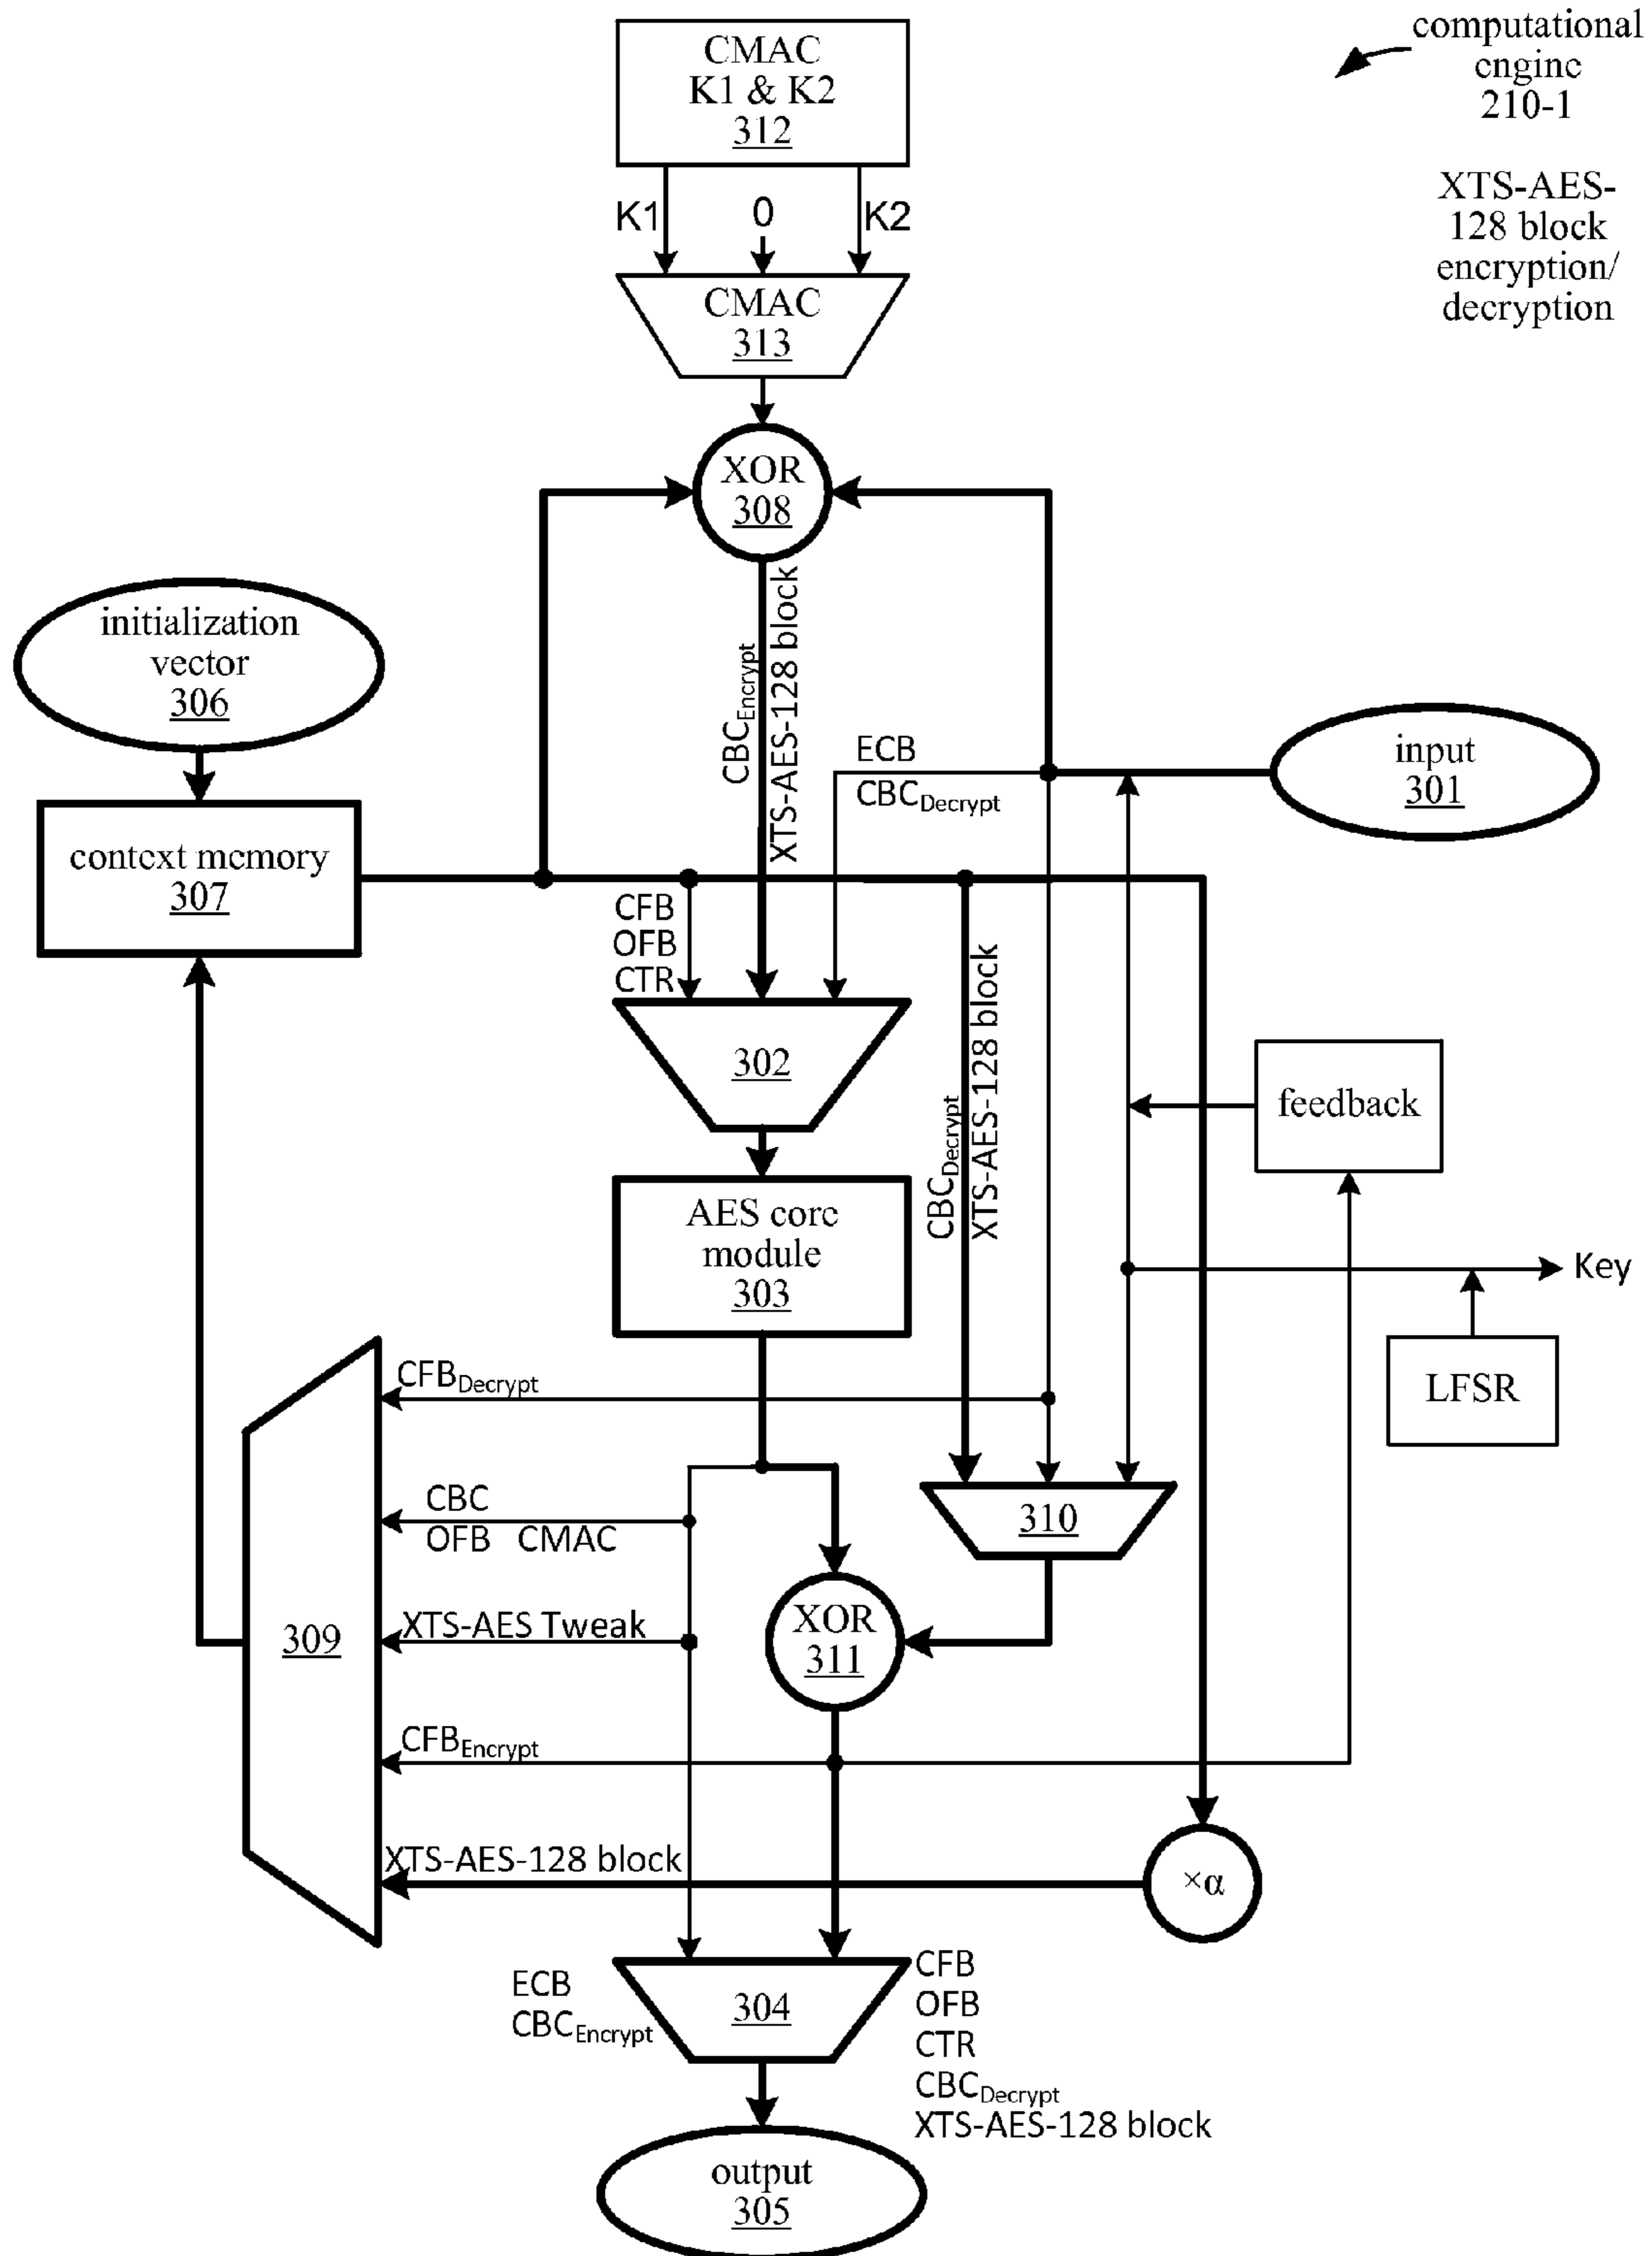 computational
engine
210-1
XTS-AES-
128 block
encryption/
decryption
CMAC
K1 & K2
312
K1
0
K2
CMAC
313
XOR
308
initialization
vector
306
CBCEncrypt
XTS-AES-128 block
ECB
CBCDecrypt
input
301
context memory
307
CFB
OFB
CTR
302
CBCDecrypt
XTS-AES-128 block
feedback
AES core
module
303
Key
LFSR
CFBDecrypt
CBC
OFB CMAC
310
309
XTS-AES Tweak
XOR
311
CFBEncrypt
XTS-AES-128 block
×α
ECB
CBCEncrypt
304
CFB
OFB
CTR
CBCDecrypt
XTS-AES-128 block
output
305